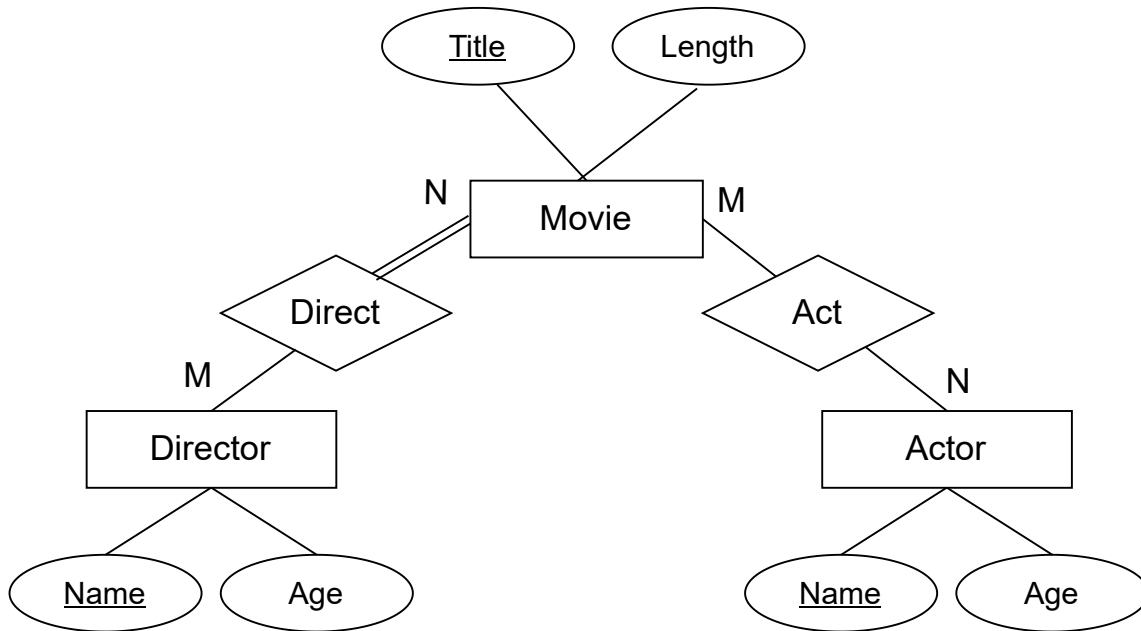 Title
Length
N
Movie
M
Direct
Act
M
N
Director
Actor
Name
Age
Name
Age